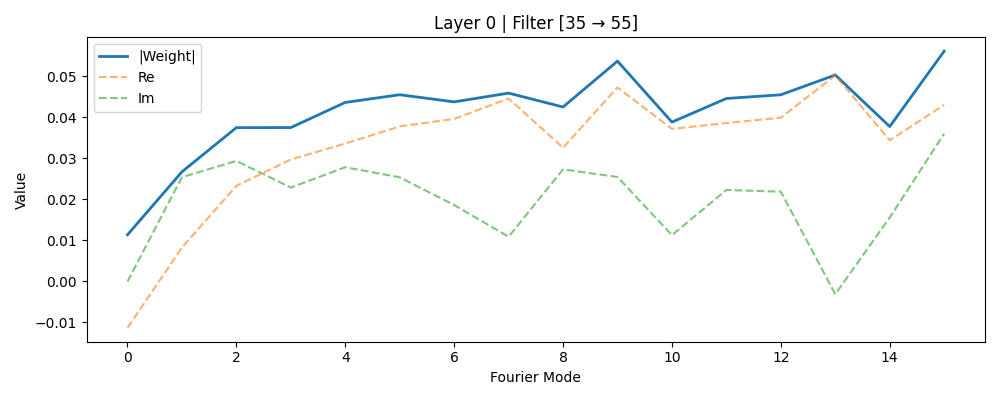 Layer 0 | Filter [35 → 55]
|Weight|
Re
Im
Value
0.05
0.04
0.03
0.02
0.01
0.00
−0.01
0 2 4 6 8 10 12 14
Fourier Mode